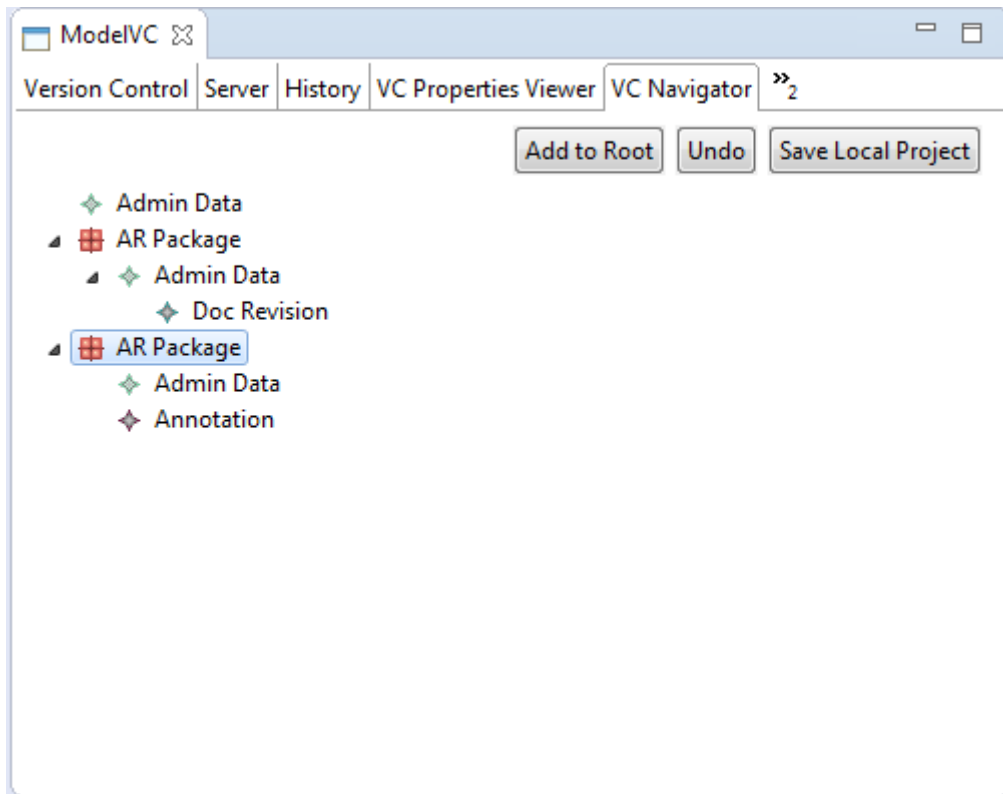 ModelVC
Version Control Server History VC Properties Viewer VC Navigator »2
Add to Root Undo Save Local Project
Admin Data
AR Package
Admin Data
Doc Revision
AR Package
Admin Data
Annotation